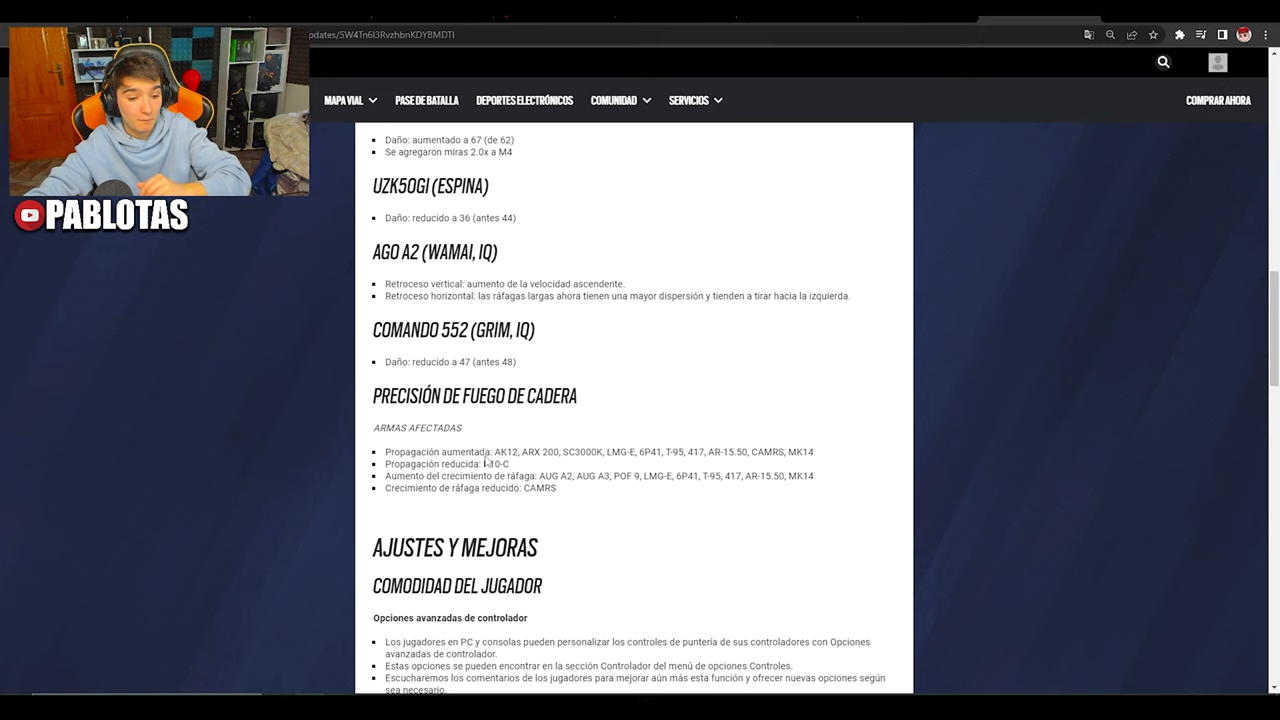 pdates/5W4Tn6l3RvzhbnKDYBMDTI
MAPA VIAL
PASE DE BATALLA
DEPORTES ELECTRÓNICOS
COMUNIDAD
SERVICIOS
COMPRAR AHORA
PABLOTAS
Daño: aumentado a 67 (de 62)
Se agregaron miras 2.0x a M4
UZK50GI (ESPINA)
Daño: reducido a 36 (antes 44)
AGO A2 (WAMAI, IQ)
Retroceso vertical: aumento de la velocidad ascendente.
Retroceso horizontal: las ráfagas largas ahora tienen una mayor dispersión y tienden a tirar hacia la izquierda.
COMANDO 552 (GRIM, IQ)
Daño: reducido a 47 (antes 48)
PRECISIÓN DE FUEGO DE CADERA
ARMAS AFECTADAS
Propagación aumentada: AK12, ARX 200, SC3000K, LMG-E, 6P41, T-95, 417, AR-15.50, CAMRS, MK14
Propagación reducida:
Aumento del crecimiento de ráfaga: AUG A2, AUG A3, POF 9, LMG-E, 6P41, T-95, 417, AR-15.50, MK14
Crecimiento de ráfaga reducido: CAMRS
AJUSTES Y MEJORAS
COMODIDAD DEL JUGADOR
Opciones avanzadas de controlador
Los jugadores en PC y consolas pueden personalizar los controles de puntería de sus controladores con Opciones
avanzadas de controlador.
Estas opciones se pueden encontrar en la sección Controlador del menú de opciones Controles.
Escucharemos los comentarios de los jugadores para mejorar aún más esta función y ofrecer nuevas opciones según
sea necesario.